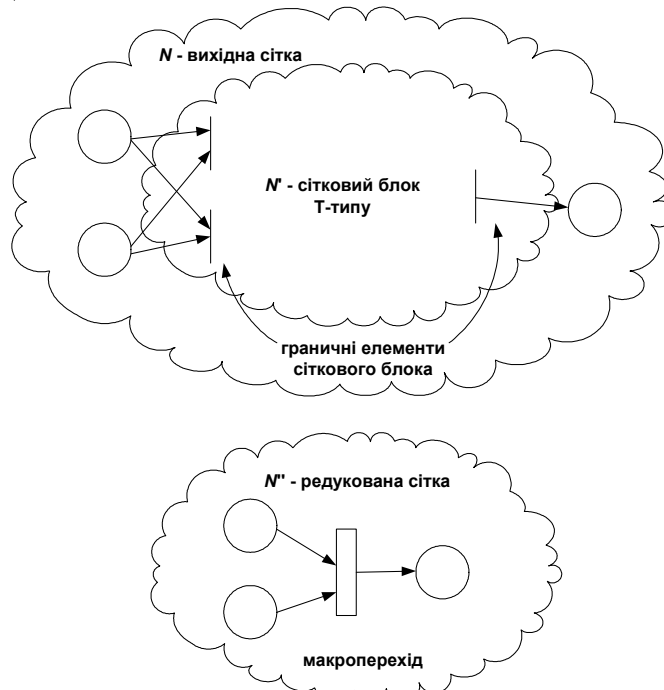 N - вихідна сітка
N' - сітковий блок
Т-типу
граничні елементи
сіткового блока
N'' - редукована сітка
макроперехід